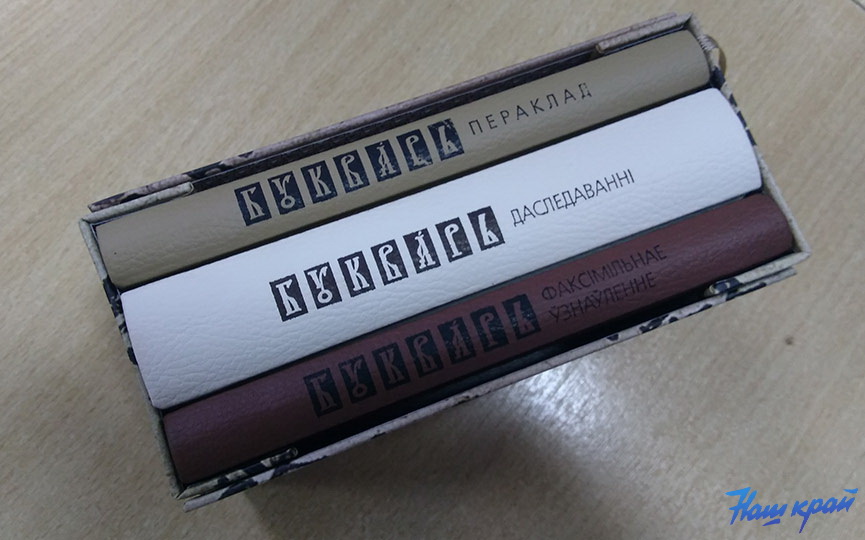 БУКВАРЬ ПЕРАКЛАД
БУКВАРЬ ДАСЛЕДАВАННІ
БУКВАРЬ ФАКСІМІЛЬНАЕ
ЎЗНАЎЛЕННЕ
Наш край